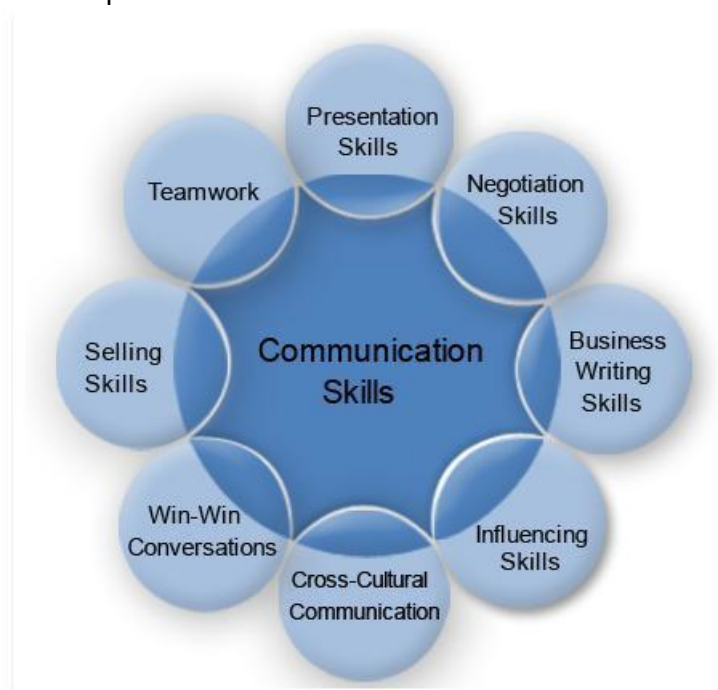 Presentation
Skills
Negotiation
Skills
Business
Writing
Skills
Influencing
Skills
Cross-Cultural
Communication
Win-Win
Conversations
Selling
Skills
Teamwork
Communication
Skills